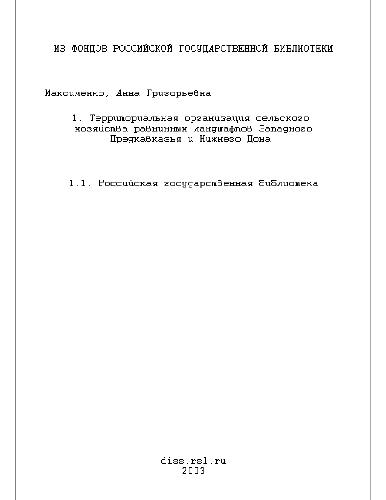 ИЗ ФОНДОВ РОССИЙСКОЙ ГОСУДАРСТВЕННОЙ БИБЛИОТЕКИ
Максименко, Анна Григорьевна
1. Территориальная организация сельского
хозяйства равнинных ландшафтов Западного
Предкавказья и Нижнего Дона
1.1. Российская государственная библиотека
diss.rsl.ru
2003